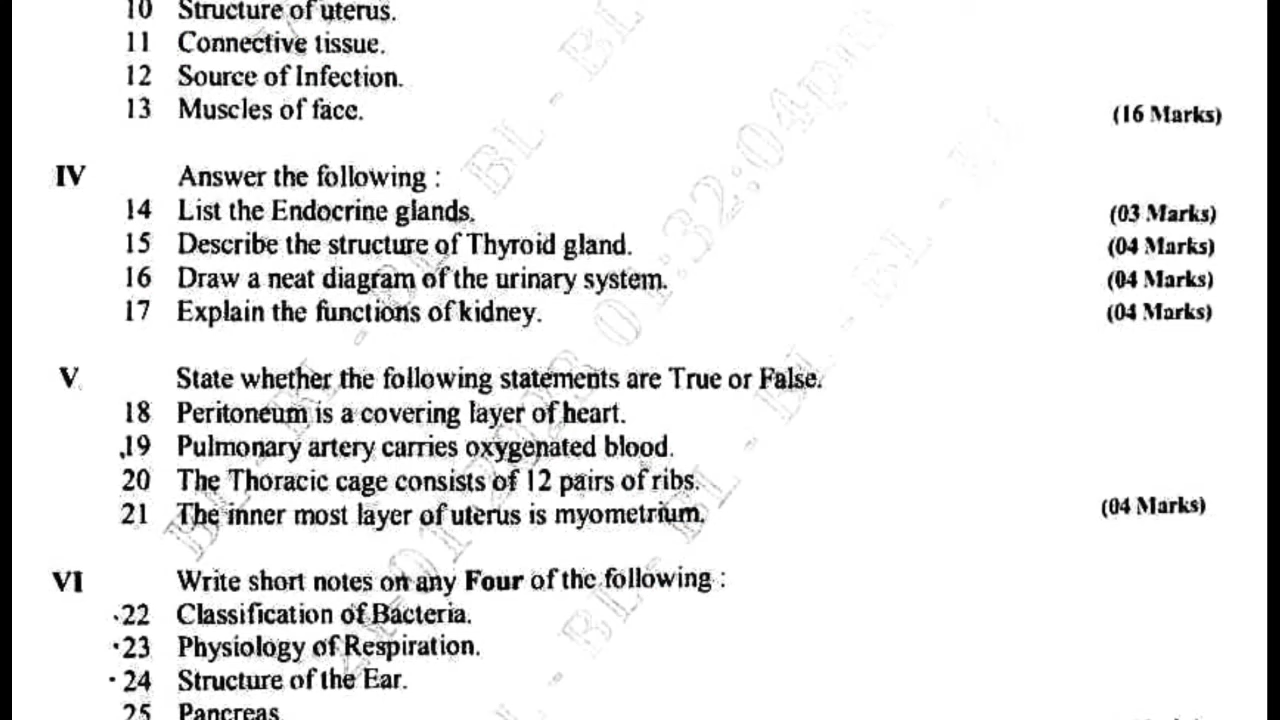 10 Structure of uterus.
11 Connective tissue.
12 Source of Infection.
13 Muscles of face. (16 Marks)
IV Answer the following :
14 List the Endocrine glands. (03 Marks)
15 Describe the structure of Thyroid gland. (04 Marks)
16 Draw a neat diagram of the urinary system. (04 Marks)
17 Explain the functions of kidney. (04 Marks)
V State whether the following statements are True or False.
18 Peritoneum is a covering layer of heart.
19 Pulmonary artery carries oxygenated blood.
20 The Thoracic cage consists of 12 pairs of ribs.
21 The inner most layer of uterus is myometrium. (04 Marks)
VI Write short notes on any Four of the following :
22 Classification of Bacteria.
23 Physiology of Respiration.
24 Structure of the Ear.
25 Pancreas